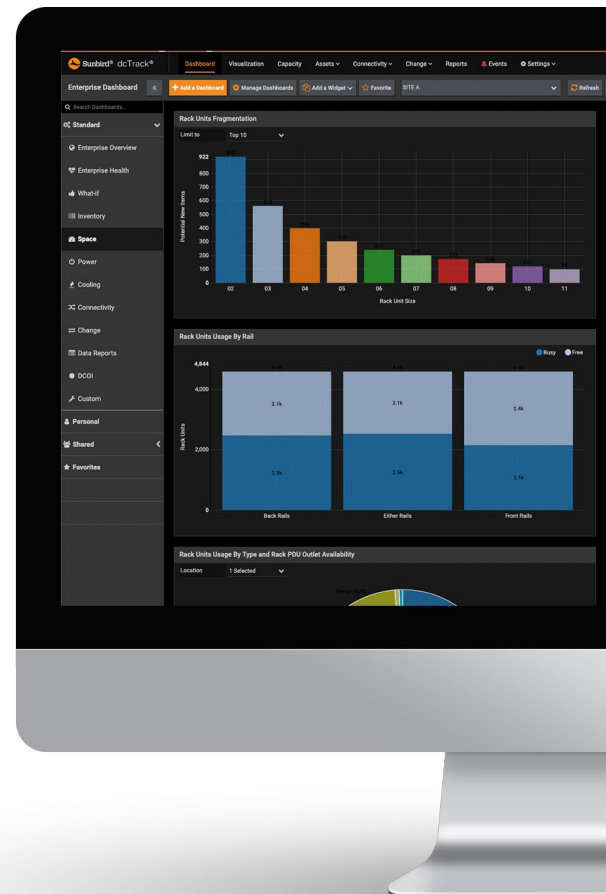 Sunbird® dcTrack®
Dashboard Visualization Capacity Assets Connectivity Change Reports Events Settings
Enterprise Dashboard « + Add a Dashboard Manage Dashboards Add a Widget Favorite SITE A Refresh
Search Dashboards...
Standard
Enterprise Overview
Enterprise Health
What-if
Inventory
Space
Power
Cooling
Connectivity
Change
Data Reports
DCOI
Custom
Personal
Shared
Favorites
Rack Units Fragmentation
Limit to Top 10
Potential New Items
922
800
700
600
500
400
300
200
100
0
02 03 04 05 06 07 08 09 10 11
Rack Unit Size
Rack Units Usage By Rail
Busy Free
Rack Units
4,844
4,000
2,000
0
2.1k 2.1k 2.4k
2.6k 2.1k
Back Rails Either Rails Front Rails
Rack Units Usage By Type and Rack PDU Outlet Availability
Location 1 Selected